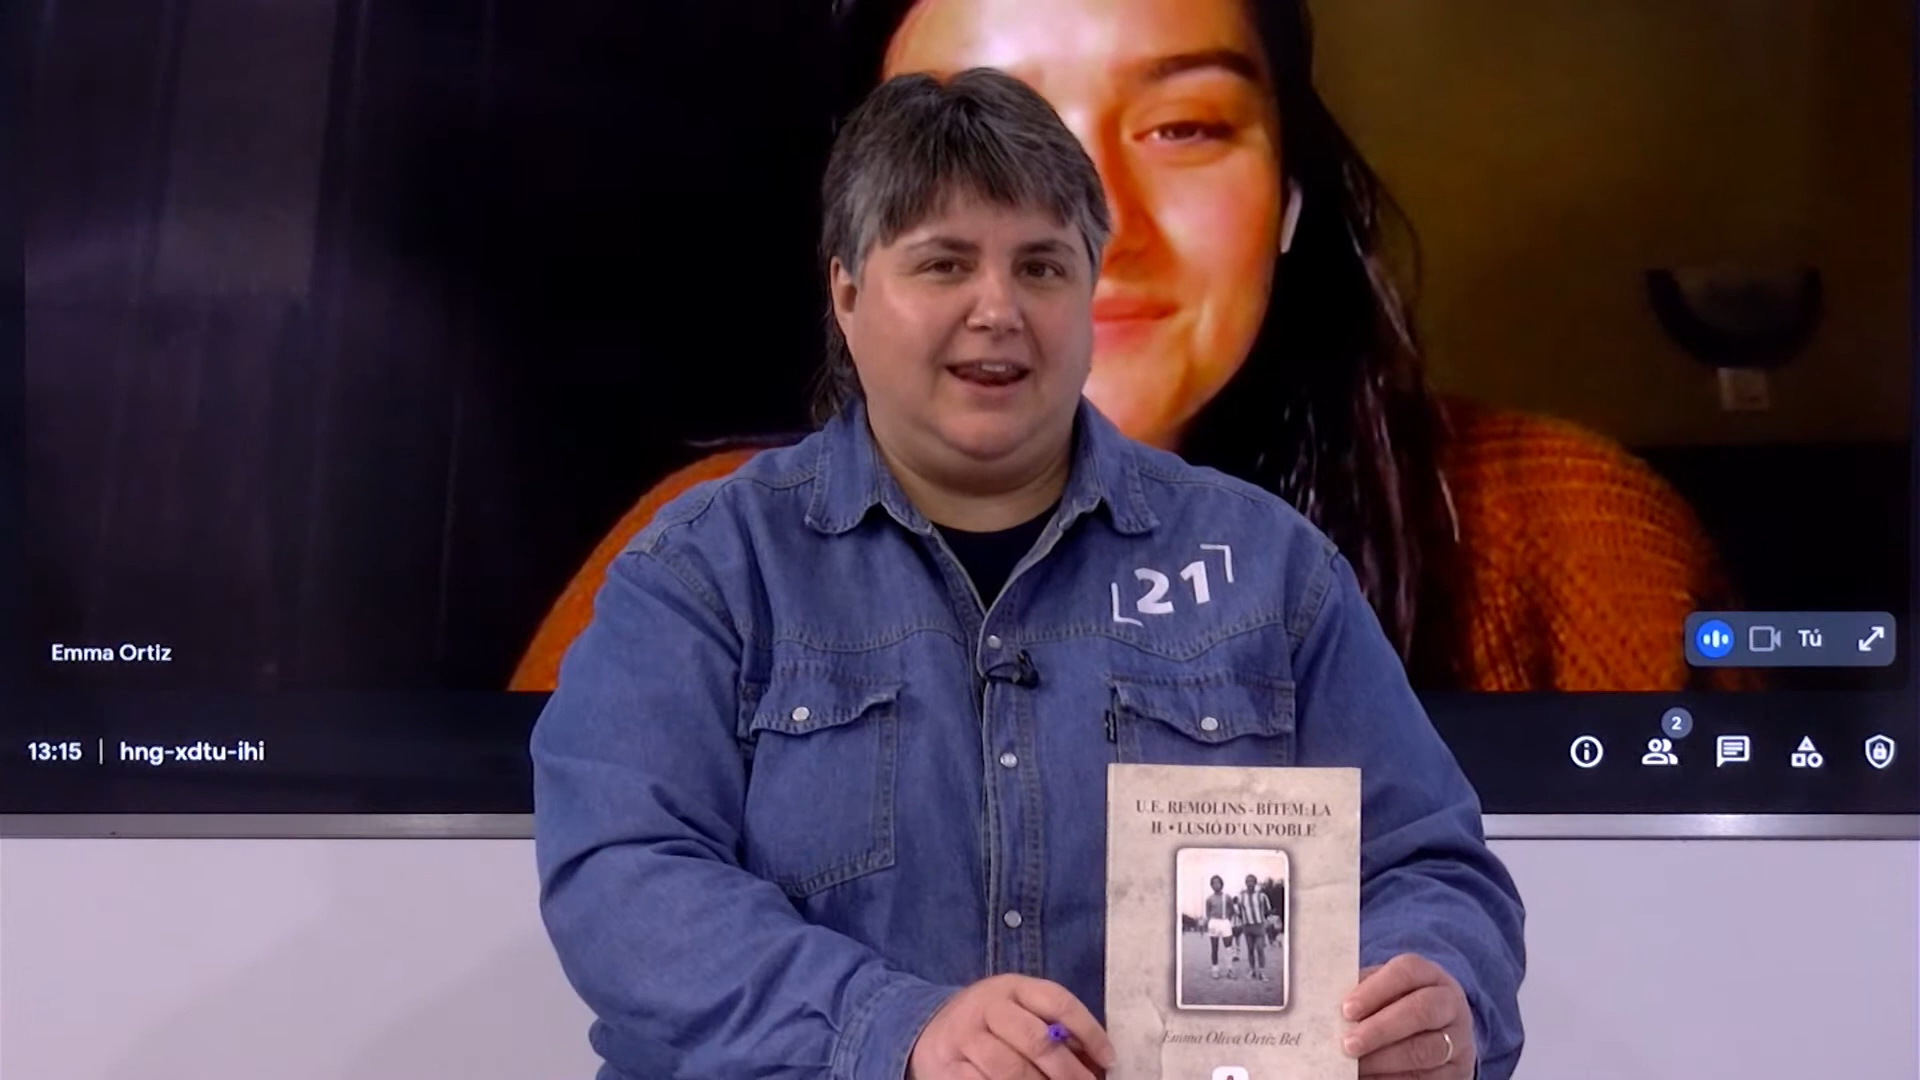 21
Emma Ortiz
Tú
2
13:15 | hng-xdtu-ihi
U.E. REMOLINS - BÍTEM: LA
IL•LUSIÓ D'UN POBLE
Emma Oliva Ortiz Bel